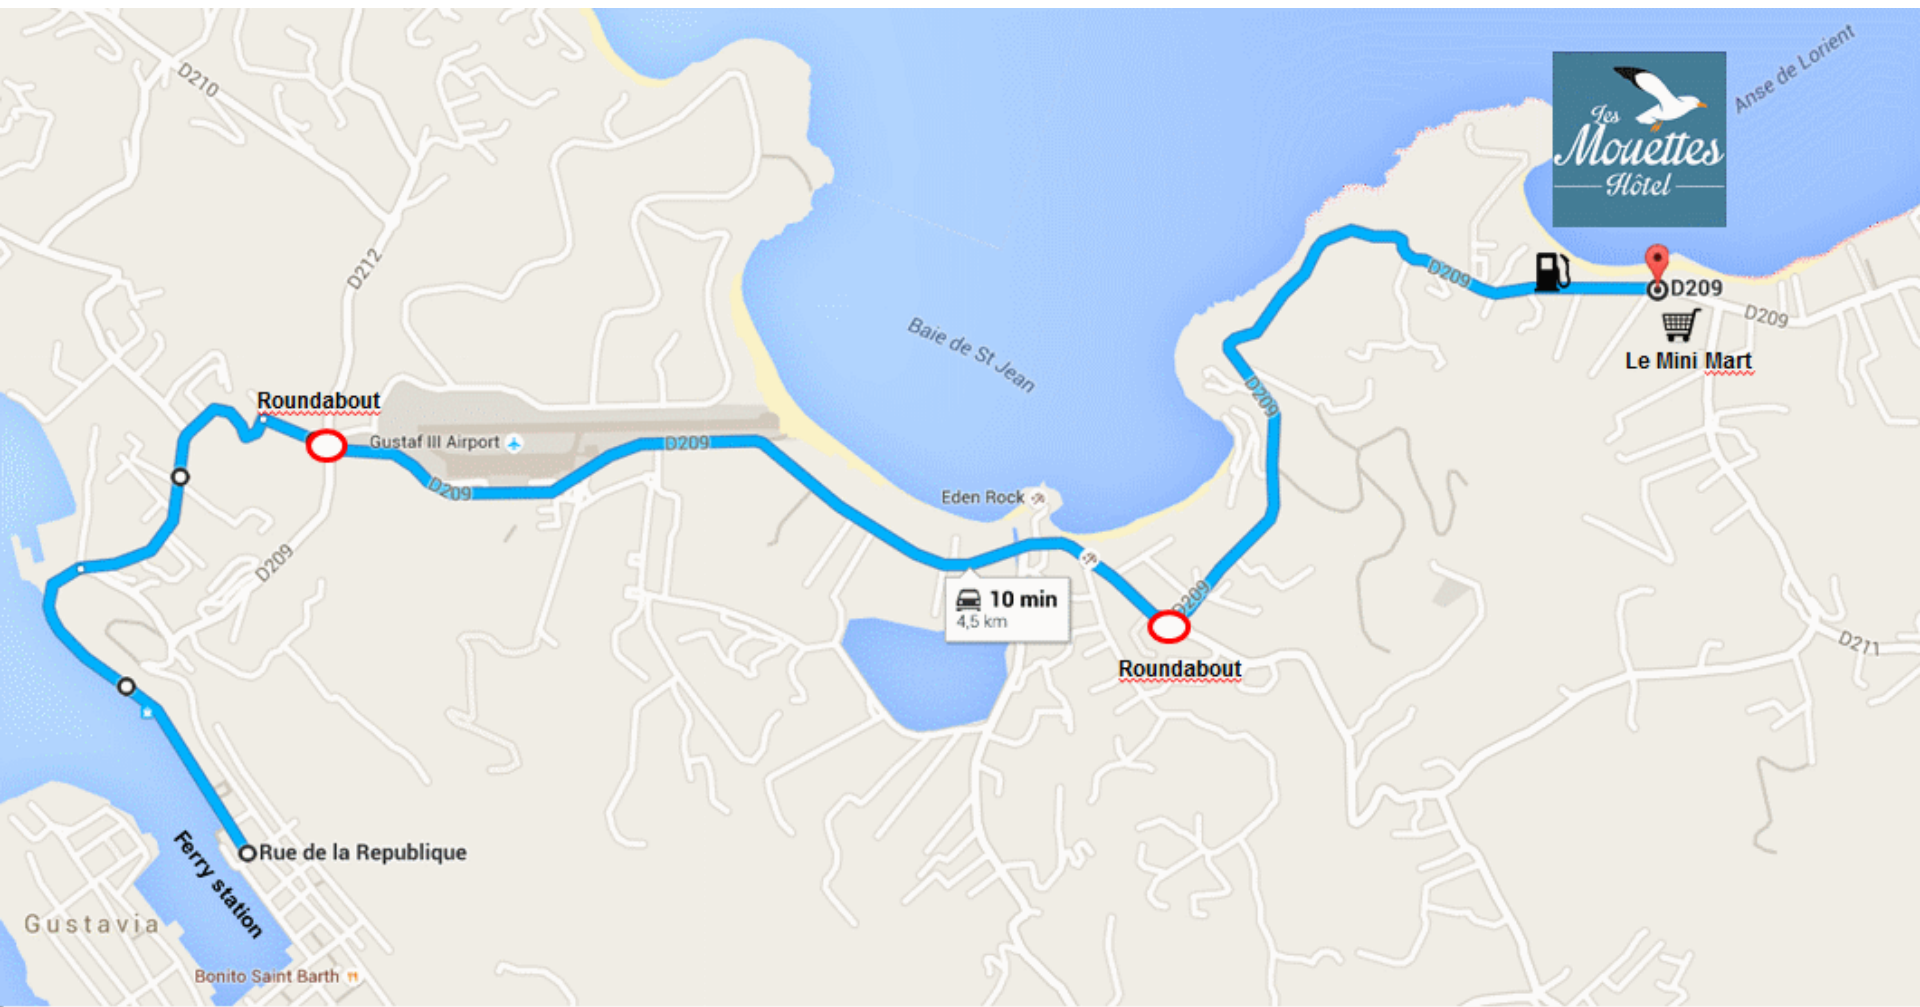 D210
Anse de Lorient
Les
Mouettes
Hôtel
D212
D209
D209
D209
Le Mini Mart
Baie de St Jean
D209
Roundabout
Gustaf III Airport
D209
D209
Eden Rock
D209
10 min
4,5 km
D209
Roundabout
D211
Rue de la Republique
Ferry station
Gustavia
Bonito Saint Barth